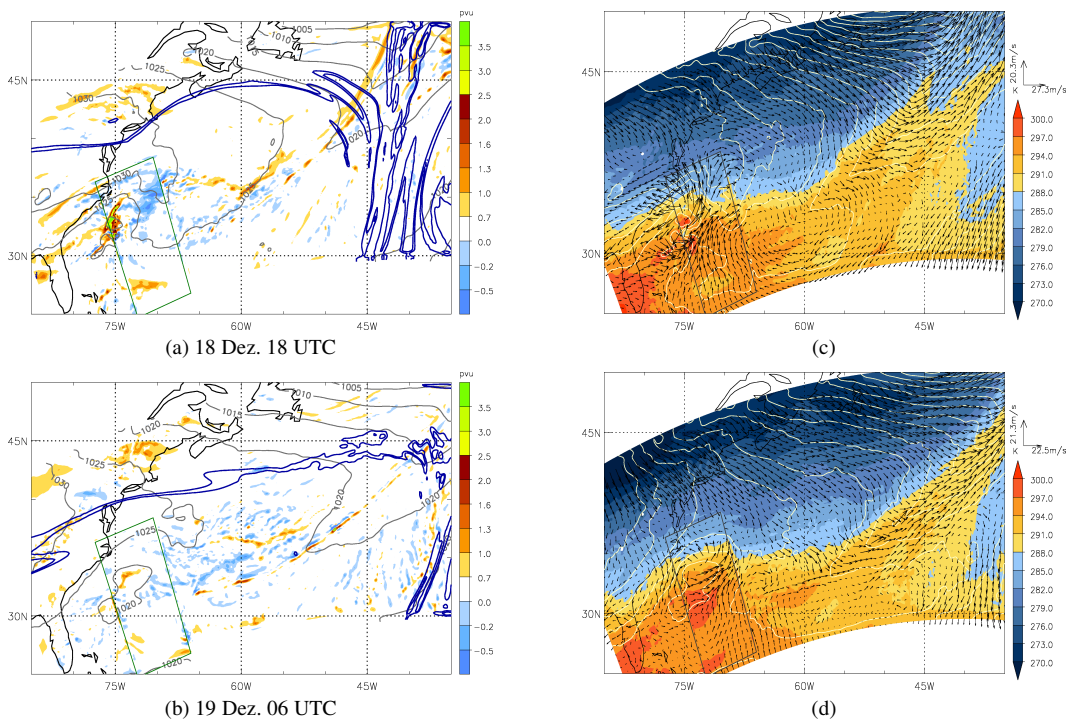 pvu
3.5
3.0
2.5
2.0
1.6
1.3
1.0
0.7
0.0
−0.2
−0.5
45N
30N
75W
60W
45W
1005
1010
1020
1025
1030
1020
1030
1025
(a) 18 Dez. 18 UTC
45N
30N
75W
60W
45W
20.3m/s
K
27.3m/s
300.0
297.0
294.0
291.0
288.0
285.0
282.0
279.0
276.0
273.0
270.0
(c)
pvu
3.5
3.0
2.5
2.0
1.6
1.3
1.0
0.7
0.0
−0.2
−0.5
45N
30N
75W
60W
45W
1005
1010
1015
1020
1025
1030
1025
1020
1020
1020
1020
(b) 19 Dez. 06 UTC
45N
30N
75W
60W
45W
21.3m/s
K
22.5m/s
300.0
297.0
294.0
291.0
288.0
285.0
282.0
279.0
276.0
273.0
270.0
(d)